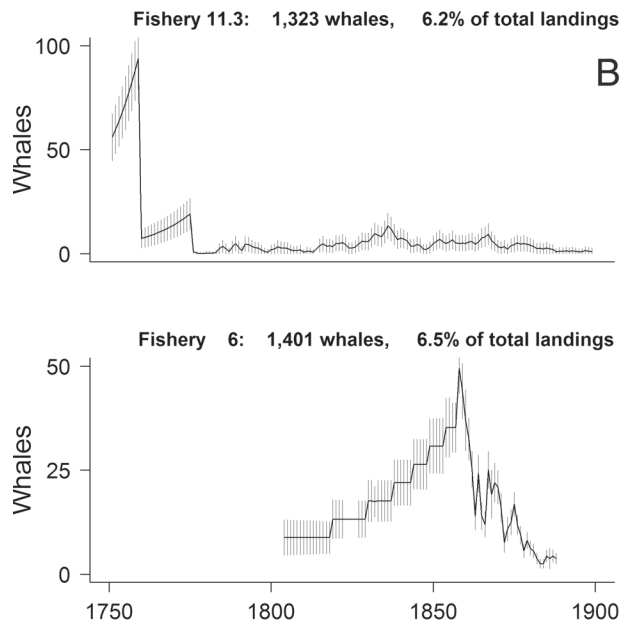 Fishery 11.3: 1,323 whales, 6.2% of total landings
B
100
50
0
Whales
Fishery 6: 1,401 whales, 6.5% of total landings
50
25
0
Whales
1750 1800 1850 1900